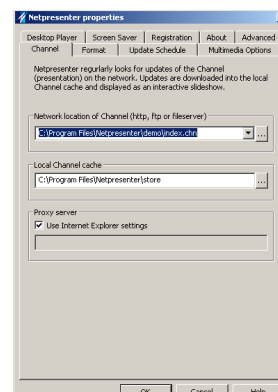 Netpresenter properties
Desktop Player Screen Saver Registration About Advanced
Channel Format Update Schedule Multimedia Options
Netpresenter regularly looks for updates of the Channel
(presentation) on the network. Updates are downloaded into the local
Channel cache and displayed as an interactive slideshow.
Network location of Channel (http, ftp or fileserver)
C:\Program Files\Netpresenter\demo\index.chn
...
Local Channel cache
C:\Program Files\Netpresenter\store
...
Proxy server
Use Internet Explorer settings
OK Cancel Help